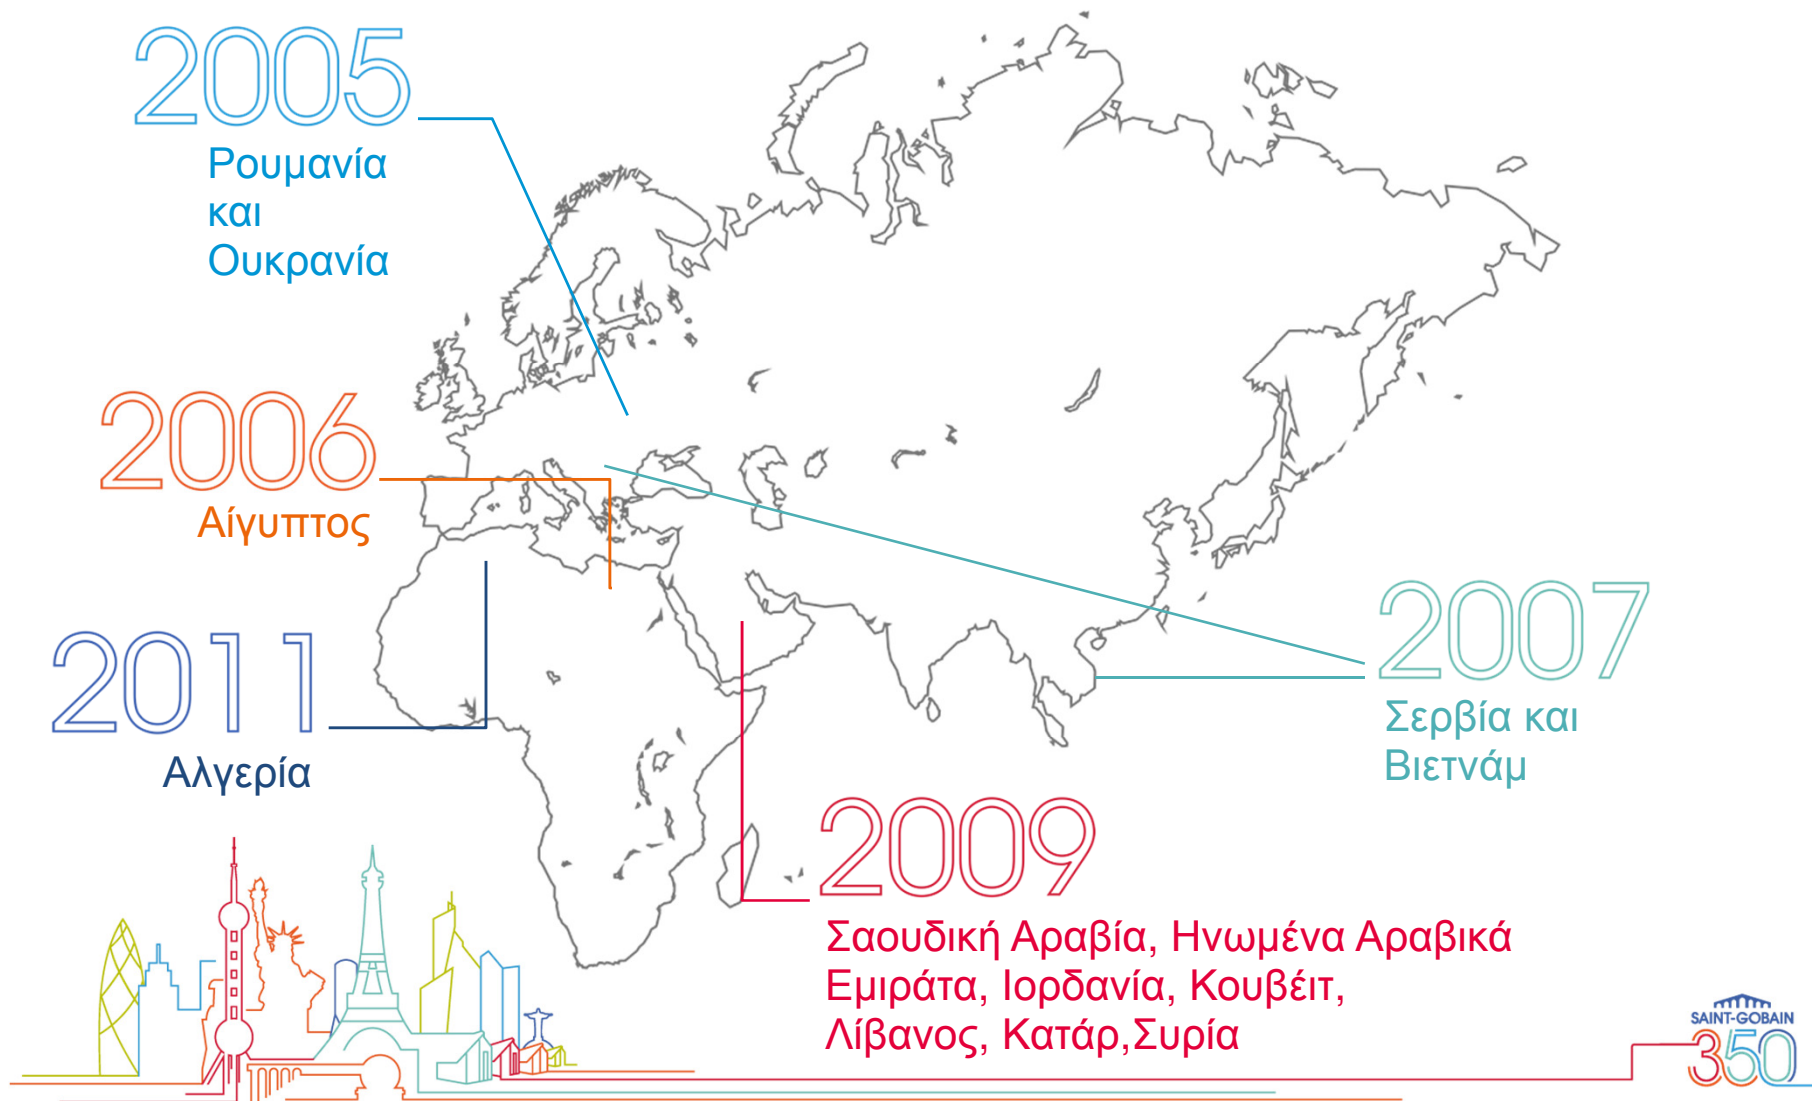 2005
Ρουμανία
και
Ουκρανία
2006
Αίγυπτος
2011
Αλγερία
2007
Σερβία και
Βιετνάμ
2009
Σαουδική Αραβία, Ηνωμένα Αραβικά
Εμιράτα, Ιορδανία, Κουβέιτ,
Λίβανος, Κατάρ,Συρία
SAINT-GOBAIN
350